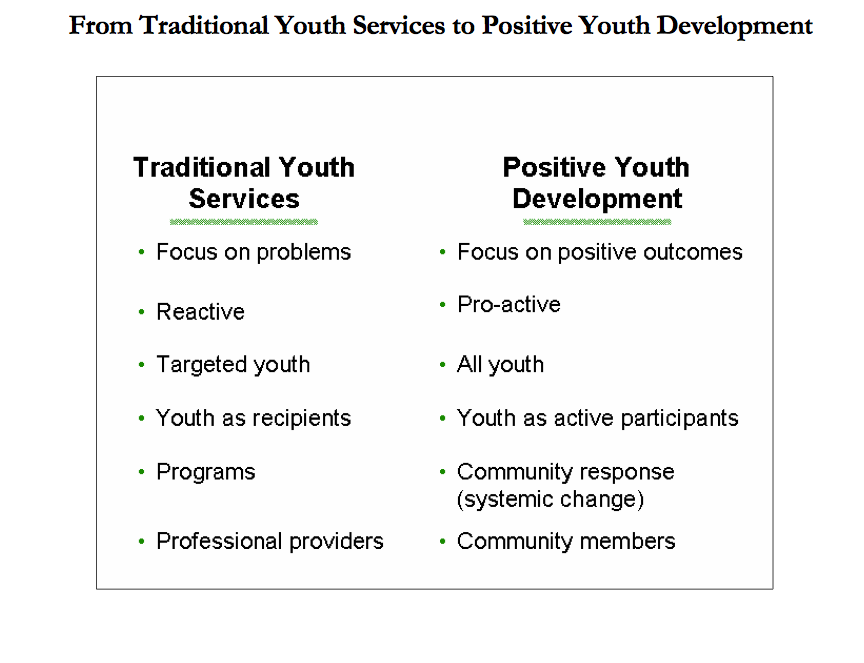 From Traditional Youth Services to Positive Youth Development
Traditional Youth
Services
• Focus on problems
• Reactive
• Targeted youth
• Youth as recipients
• Programs
• Professional providers
Positive Youth
Development
• Focus on positive outcomes
• Pro-active
• All youth
• Youth as active participants
• Community response
(systemic change)
• Community members